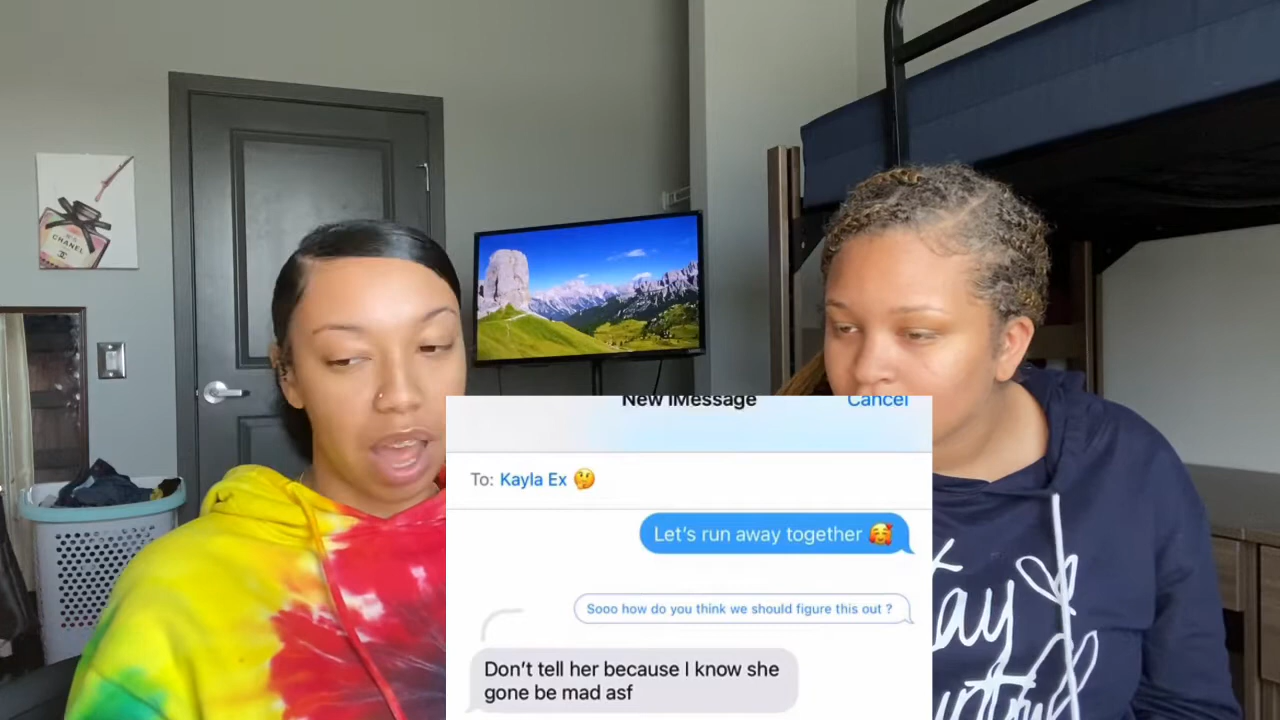 CHANEL
New iMessage Cancel
To: Kayla Ex 🤔
Let's run away together 🥰
Sooo how do you think we should figure this out ?
Don't tell her because I know she
gone be mad asf